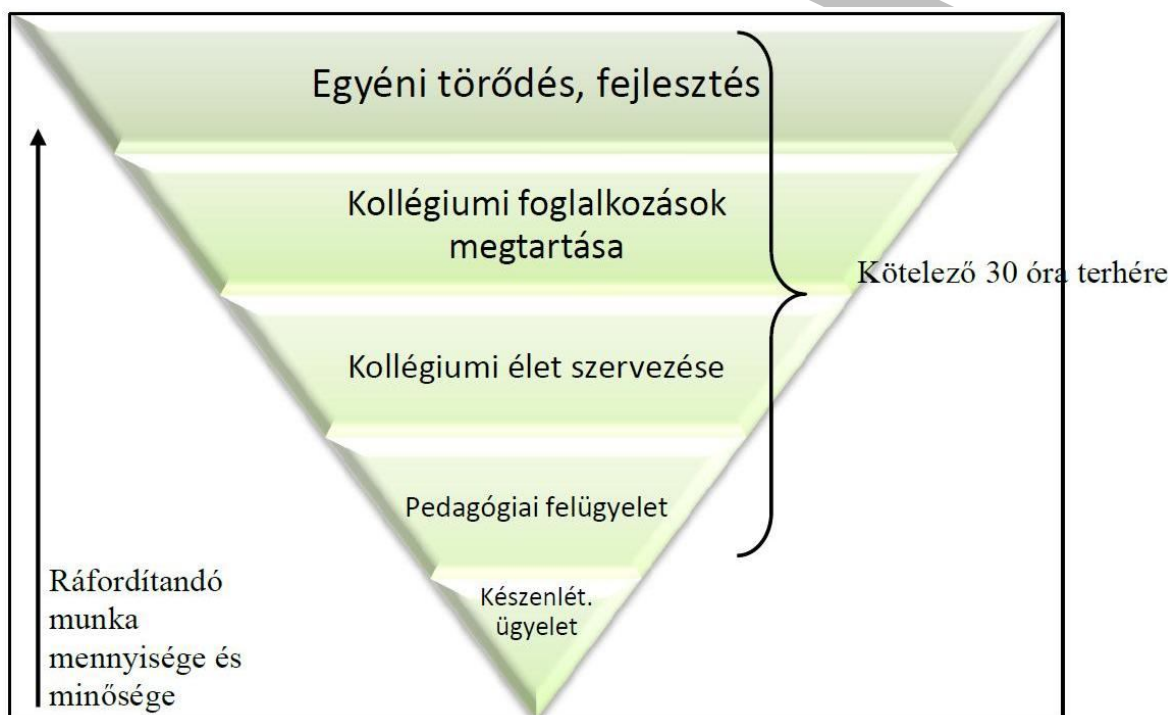 Egyéni törődés, fejlesztés
Kollégiumi foglalkozások
megtartása
Kötelező 30 óra terhére
Kollégiumi élet szervezése
Pedagógiai felügyelet
Készenlét.
ügyelet
Ráfordítandó
munka
mennyisége és
minősége